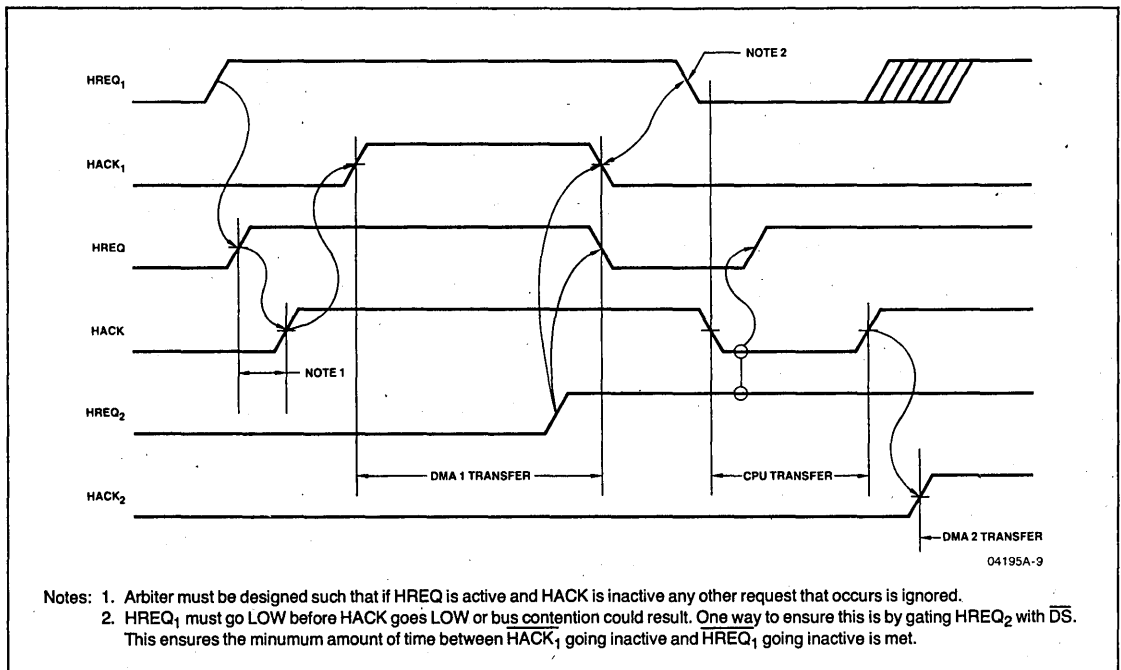 NOTE 2
HREQ₁
HACK₁
HREQ
HACK
NOTE 1
HREQ₂
DMA 1 TRANSFER
CPU TRANSFER
HACK₂
DMA 2 TRANSFER
04195A-9
Notes: 1. Arbiter must be designed such that if HREQ is active and HACK is inactive any other request that occurs is ignored.
2. HREQ₁ must go LOW before HACK goes LOW or bus contention could result. One way to ensure this is by gating HREQ₂ with D̅S̅.
This ensures the minumum amount of time between H̅A̅C̅K̅₁ going inactive and H̅R̅E̅Q̅₁ going inactive is met.